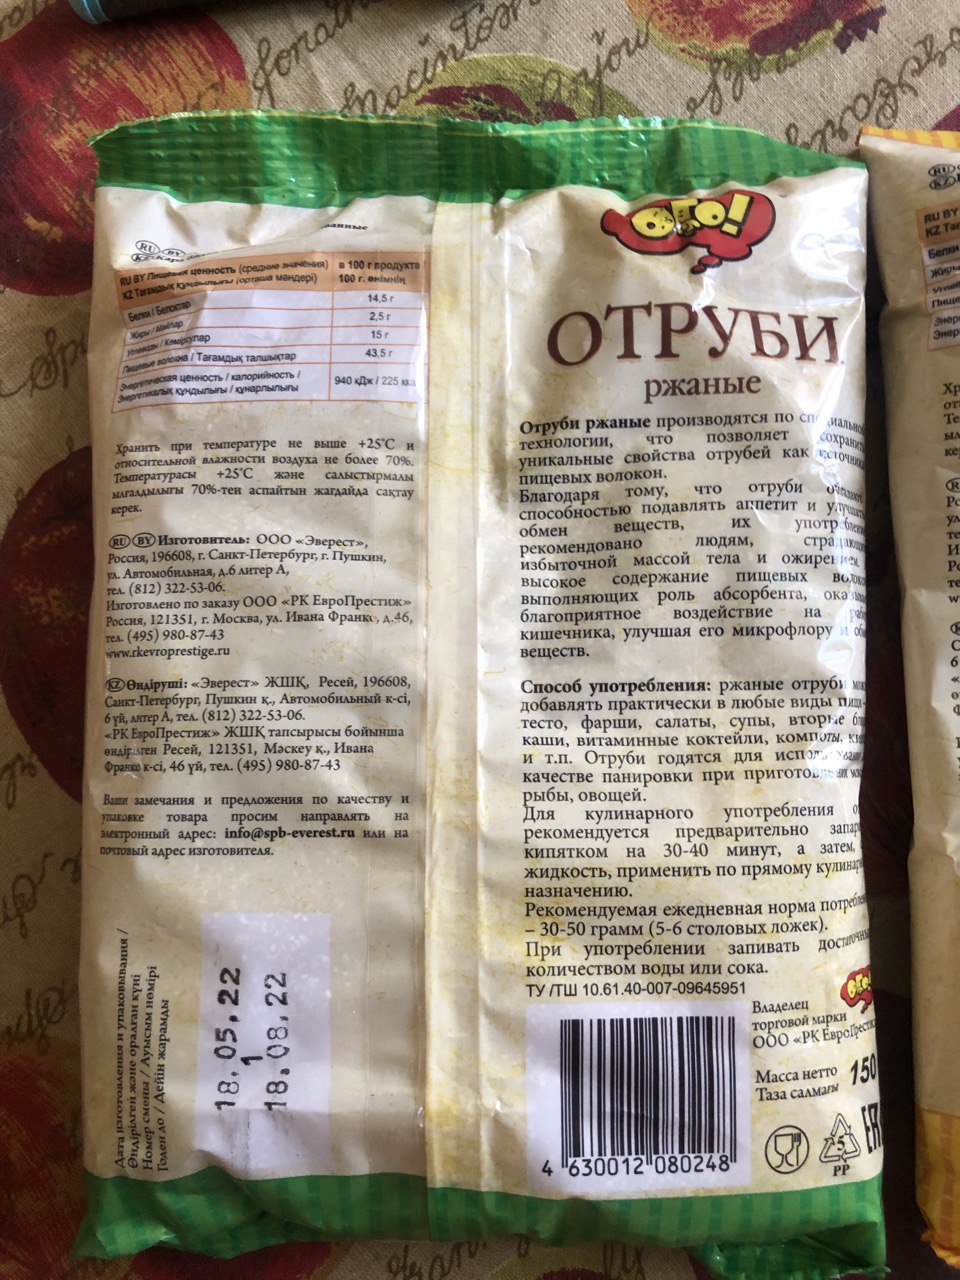 ОГО!
ОТРУБИ
ржаные
Отруби ржаные производятся по
технологии, что позволяет
уникальные свойства отрубей как источника
пищевых волокон.
Благодаря тому, что отруби
способностью подавлять аппетит и улучшать
обмен веществ, их
рекомендовано людям,
избыточной массой тела и
высокое содержание пищевых
выполняющих роль абсорбента,
благоприятное воздействие на
кишечника, улучшая его микрофлору и
веществ.
Способ употребления: ржаные отруби
добавлять практически в любые виды пищи -
тесто, фарши, салаты, супы, вторые
каши, витаминные коктейли, компоты,
и т.п. Отруби годятся для
качестве панировки при
рыбы, овощей.
Для кулинарного употребления
рекомендуется предварительно
кипятком на 30-40 минут, а затем,
жидкость, применить по прямому
назначению.
Рекомендуемая ежедневная норма
– 30-50 грамм (5-6 столовых ложек).
При употреблении запивать
количеством воды или сока.
ТУ /ТШ 10.61.40-007-09645951
Владелец
торговой марки
ООО «РК
Масса нетто 150
Таза салмағы
4 630012 080248
5
PP
RU BY
KZ
RU BY Пищевая ценность (средние значения) в 100 г продукта
KZ Тағамдық құндылығы (орташа мәндері) 100 г. өнімнің
Белки / Белоктар 14,5 г
Жиры / Майлар 2,5 г
Углеводы / Көмірсулар 15 г
Пищевые волокна / Тағамдық талшықтар 43,5 г
Энергетическая ценность / калорийность / 940 кДж / 225
Энергетикалық құндылығы / құнарлылығы
Хранить при температуре не выше +25°С и
относительной влажности воздуха не более 70%.
Температурасы +25°С және салыстырмалы
ылғалдылығы 70%-тен аспайтын жағдайда сақтау
керек.
RU BY Изготовитель: ООО «Эверест»,
Россия, 196608, г. Санкт-Петербург, г. Пушкин,
ул. Автомобильная, д.6 литер А,
тел. (812) 322-53-06.
Изготовлено по заказу ООО «РК ЕвроПрестиж»
Россия, 121351, г. Москва, ул. Ивана Франко, д.46,
тел. (495) 980-87-43
www.rkevroprestige.ru
KZ Өндіруші: «Эверест» ЖШҚ, Ресей, 196608,
Санкт-Петербург, Пушкин қ., Автомобильный к-сі,
6 үй, литер А, тел. (812) 322-53-06.
«РК ЕвроПрестиж» ЖШҚ тапсырысы бойынша
өндірілген Ресей, 121351, Мәскеу қ., Ивана
Франко к-сі, 46 үй, тел. (495) 980-87-43
Ваши замечания и предложения по качеству и
упаковке товара просим направлять на
электронный адрес: info@spb-everest.ru или на
почтовый адрес изготовителя.
Дата изготовления и упаковывания /
Өндірілген және оралған күні
Номер смены / Ауысым нөмірі
Годен до / Дейін жарамды
18.05.22
1
18.08.22